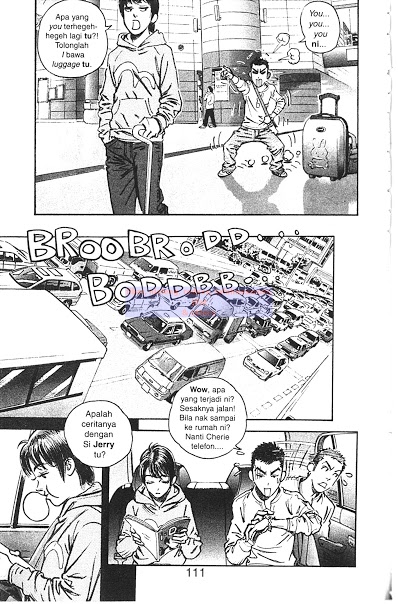 Apa yang
you terhegeh-
hegeh lagi tu?!
Tolonglah
I bawa
luggage tu.
You...
you...
you
ni...
BROOBRODD....
BODDBB....
Wow, apa
yang terjadi ni?
Sesaknya jalan!
Bila nak sampai
ke rumah ni?
Nanti Cherie
telefon....
Apalah
ceritanya
dengan
Si Jerry
tu?
111